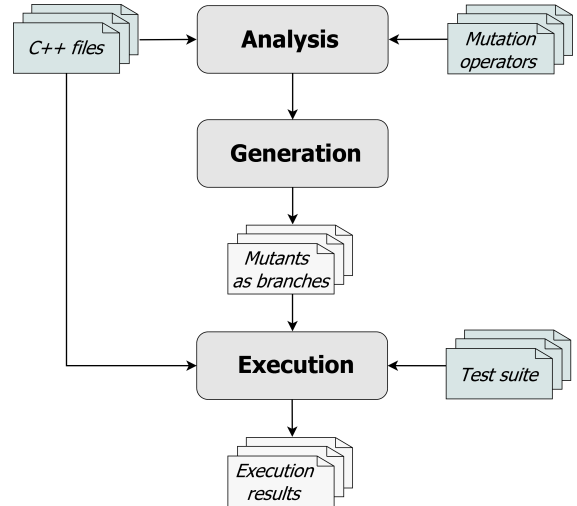 C++ files
Analysis
Mutation
operators
Generation
Mutants
as branches
Execution
Test suite
Execution
results